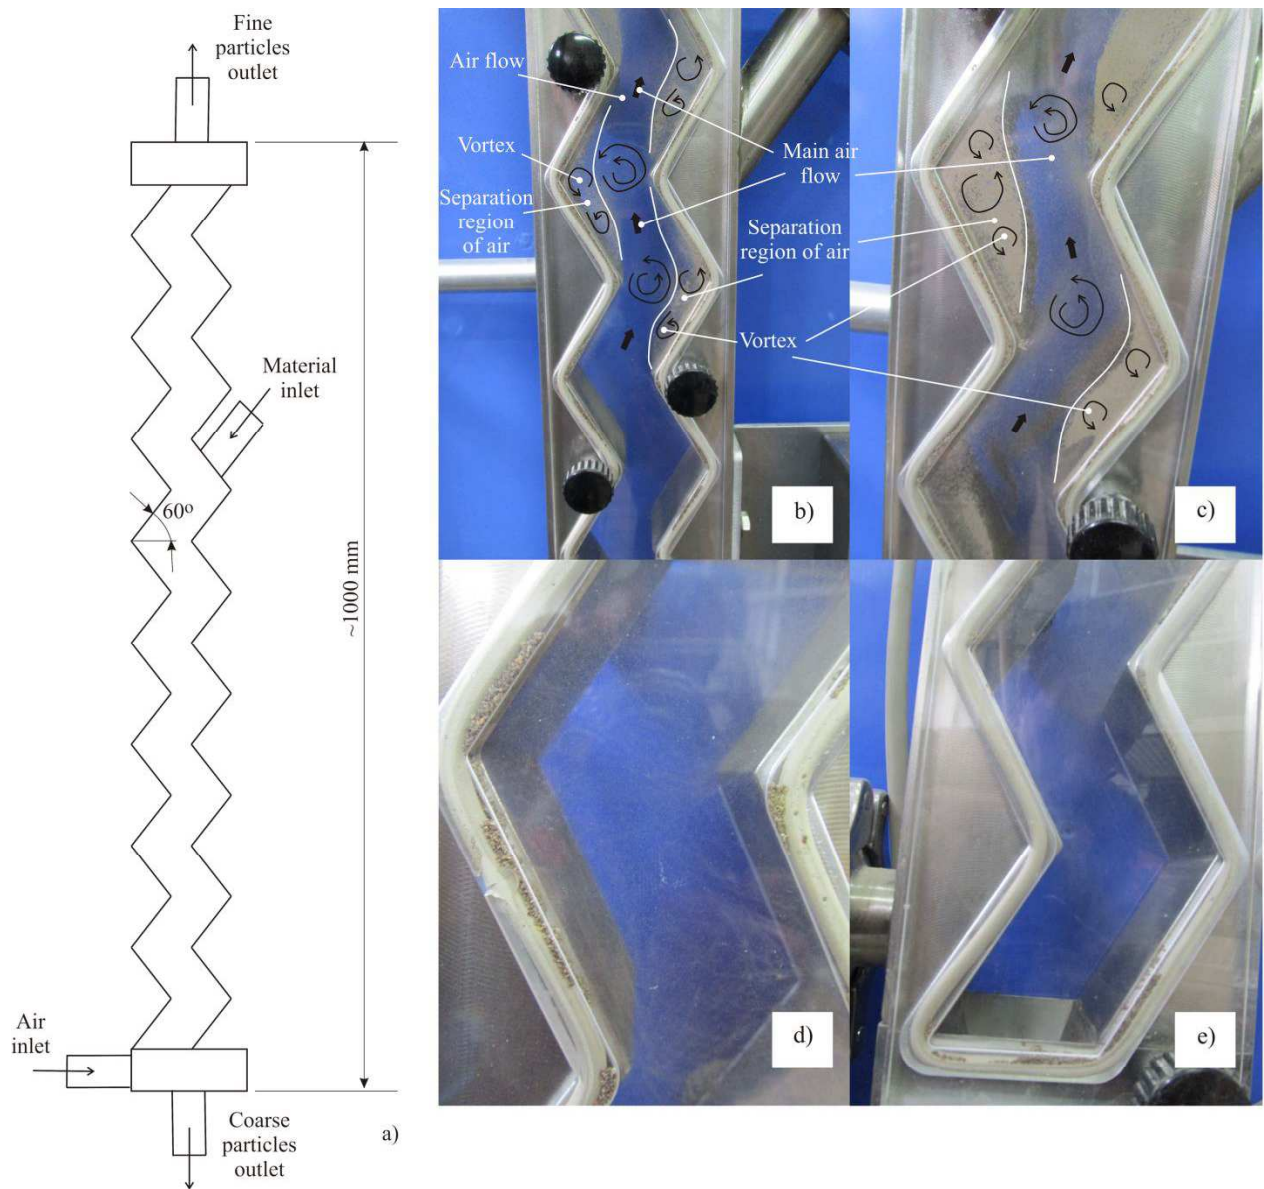 Fine
particles
outlet
Material
inlet
60°
~1000 mm
Air
inlet
Coarse
particles
outlet
a)
Air flow
Vortex
Separation
region
of air
Main air
flow
Separation
region of air
Vortex
b)
c)
d)
e)